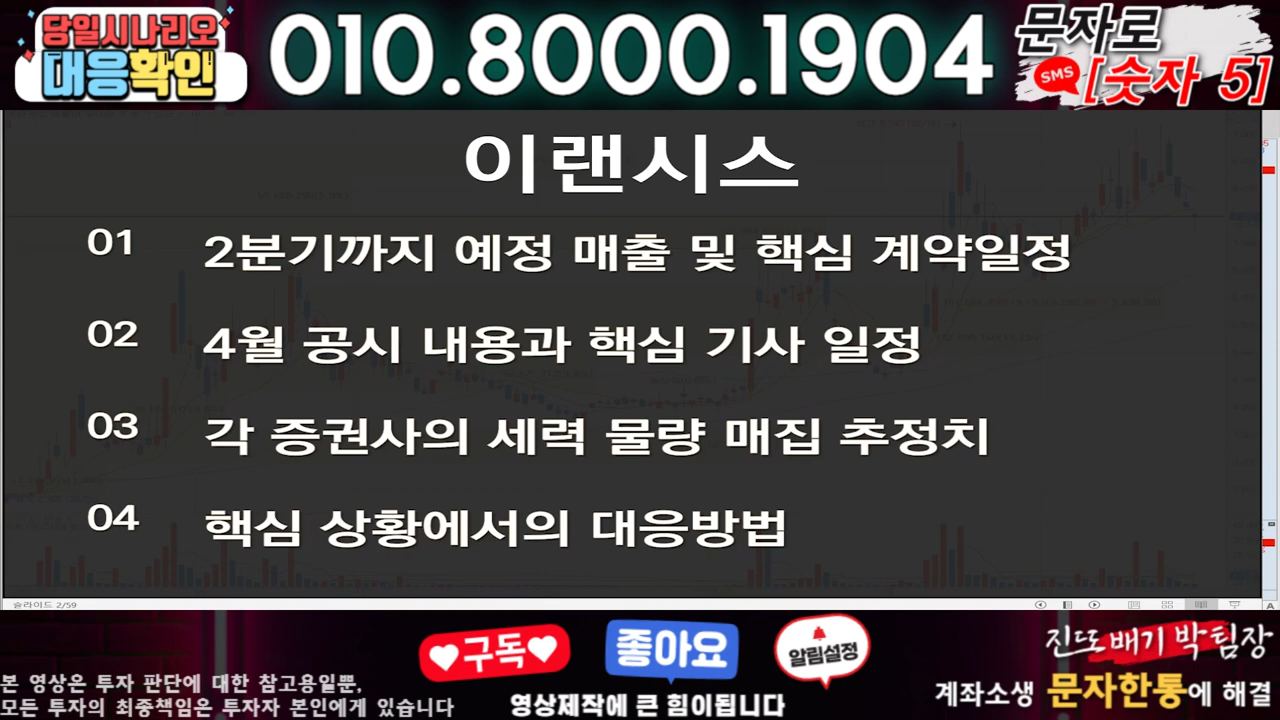 당일시나리오
대응확인
010.8000.1904
문자로
SMS [숫자 5]
이랜시스
01 2분기까지 예정 매출 및 핵심 계약일정
02 4월 공시 내용과 핵심 기사 일정
03 각 증권사의 세력 물량 매집 추정치
04 핵심 상황에서의 대응방법
슬라이드 2/59
구독
좋아요
알림설정
영상제작에 큰 힘이됩니다
본 영상은 투자 판단에 대한 참고용일뿐,
모든 투자의 최종책임은 투자자 본인에게 있습니다
진또배기 박팀장
계좌소생 문자한통에 해결